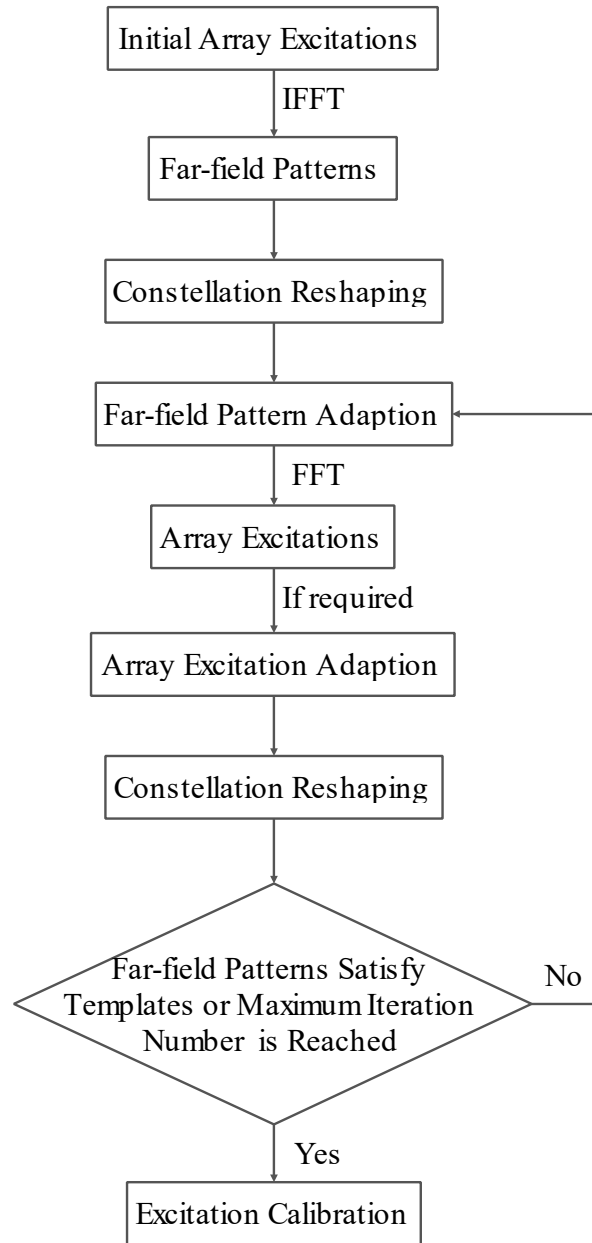 Initial Array Excitations
IFFT
Far-field Patterns
Constellation Reshaping
Far-field Pattern Adaption
FFT
Array Excitations
If required
Array Excitation Adaption
Constellation Reshaping
Far-field Patterns Satisfy
Templates or Maximum Iteration
Number is Reached
No
Yes
Excitation Calibration